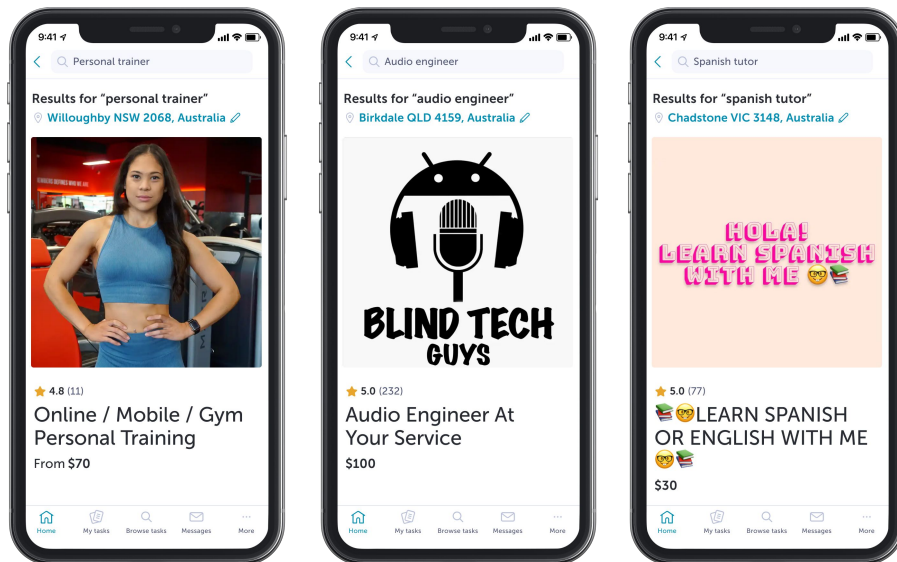 9:41
Personal trainer
Results for “personal trainer”
Willoughby NSW 2068, Australia
★ 4.8 (11)
Online / Mobile / Gym
Personal Training
From $70
Home My tasks Browse tasks Messages More
9:41
Audio engineer
Results for “audio engineer”
Birkdale QLD 4159, Australia
BLIND TECH
GUYS
★ 5.0 (232)
Audio Engineer At
Your Service
$100
Home My tasks Browse tasks Messages More
9:41
Spanish tutor
Results for “spanish tutor”
Chadstone VIC 3148, Australia
HOLA!
LEARN SPANISH
WITH ME 🤓📚
★ 5.0 (77)
📚🤓LEARN SPANISH
OR ENGLISH WITH ME
🤓📚
$30
Home My tasks Browse tasks Messages More